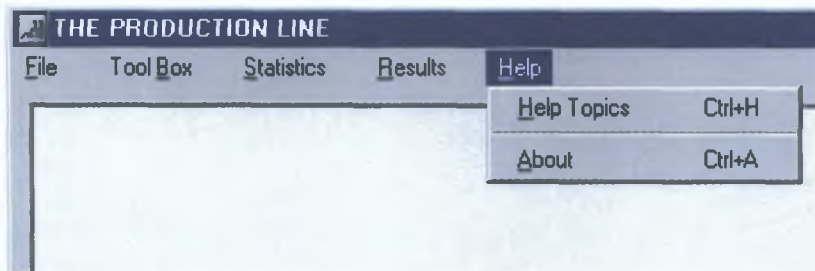 THE PRODUCTION LINE
File Tool Box Statistics Results Help
Help Topics Ctrl+H
About Ctrl+A